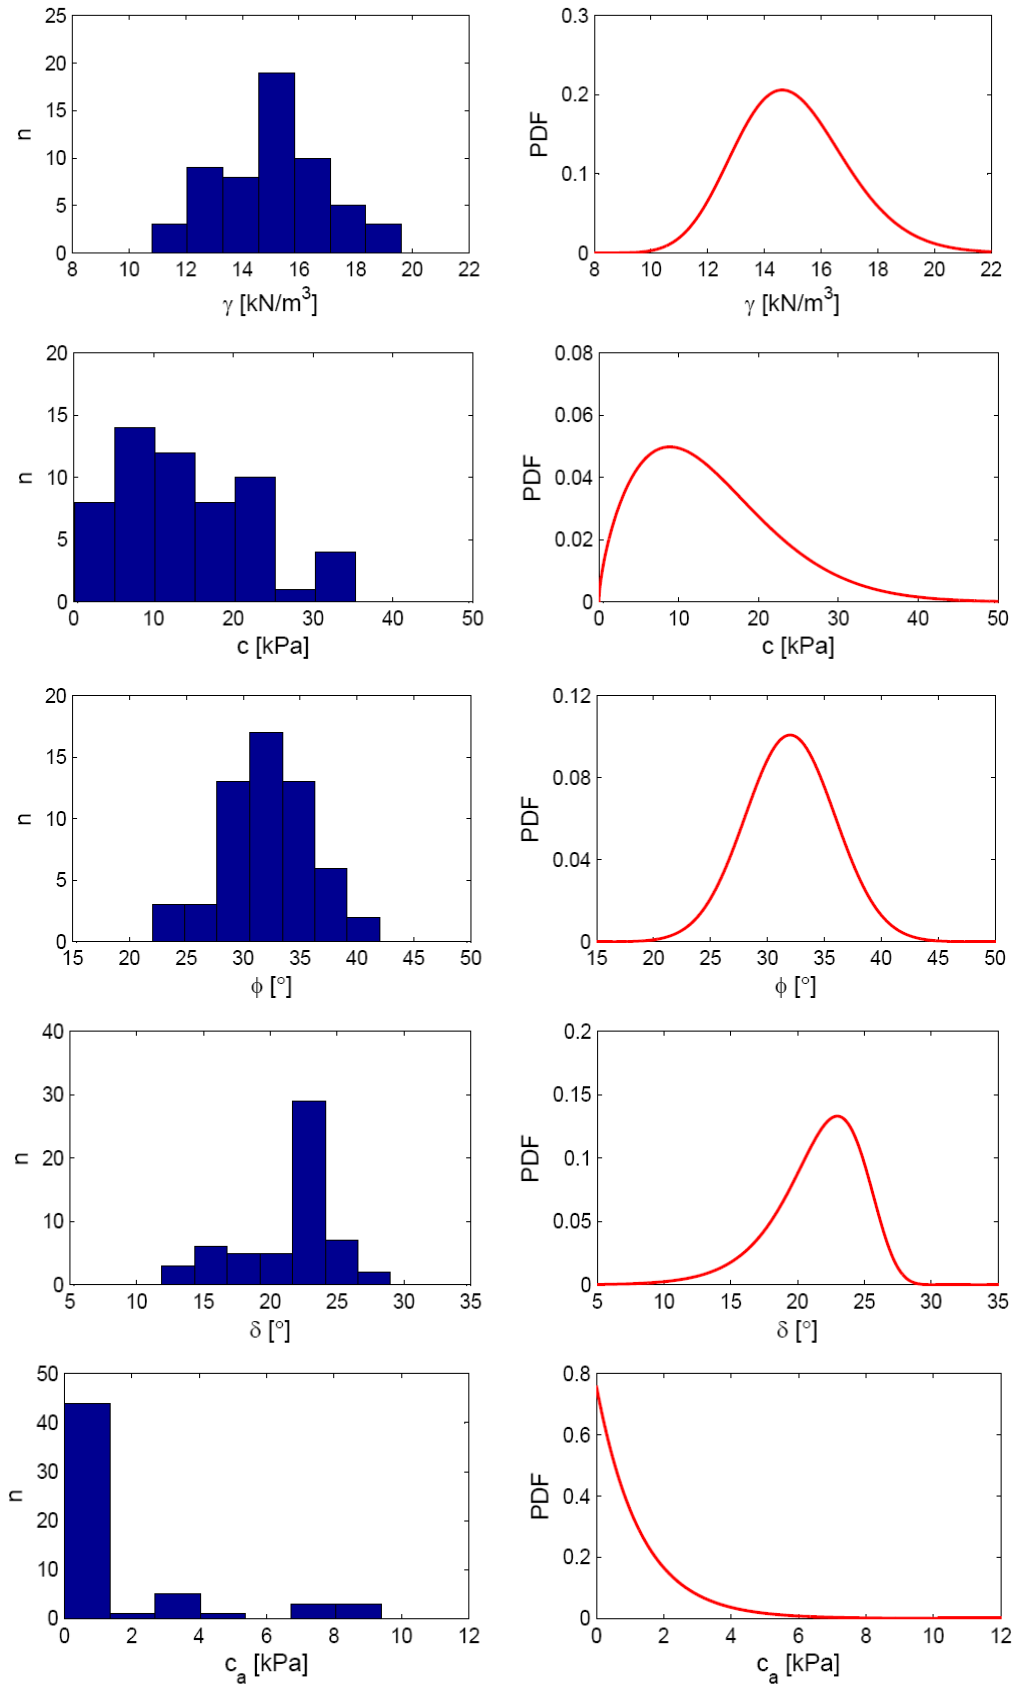 25
20
15
10
5
0
n
8 10 12 14 16 18 20 22
γ [kN/m³]
0.3
0.2
0.1
0
PDF
8 10 12 14 16 18 20 22
γ [kN/m³]
20
15
10
5
0
n
0 10 20 30 40 50
c [kPa]
0.08
0.06
0.04
0.02
0
PDF
0 10 20 30 40 50
c [kPa]
20
15
10
5
0
n
15 20 25 30 35 40 45 50
ϕ [°]
0.12
0.08
0.04
0
PDF
15 20 25 30 35 40 45 50
ϕ [°]
40
30
20
10
0
n
5 10 15 20 25 30 35
δ [°]
0.2
0.15
0.1
0.05
0
PDF
5 10 15 20 25 30 35
δ [°]
50
40
30
20
10
0
n
0 2 4 6 8 10 12
cₐ [kPa]
0.8
0.6
0.4
0.2
0
PDF
0 2 4 6 8 10 12
cₐ [kPa]